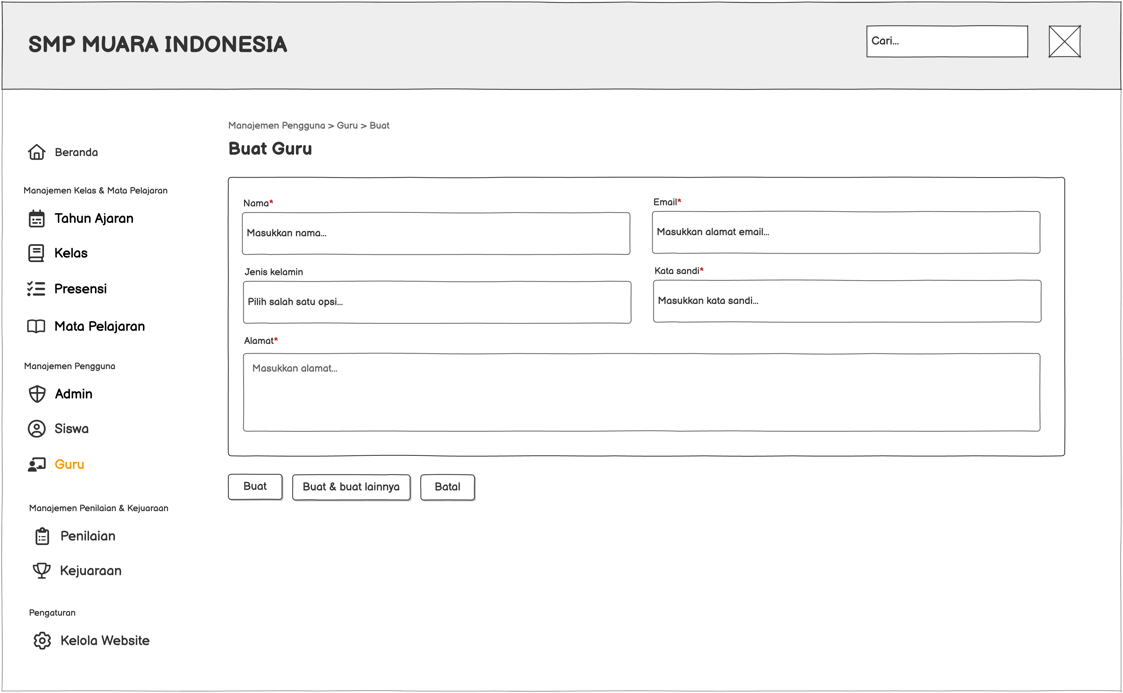 SMP MUARA INDONESIA
Cari...
Beranda
Manajemen Kelas & Mata Pelajaran
Tahun Ajaran
Kelas
Presensi
Mata Pelajaran
Manajemen Pengguna
Admin
Siswa
Guru
Manajemen Penilaian & Kejuaraan
Penilaian
Kejuaraan
Pengaturan
Kelola Website
Manajemen Pengguna > Guru > Buat
Buat Guru
Nama*
Masukkan nama...
Email*
Masukkan alamat email...
Jenis kelamin
Pilih salah satu opsi...
Kata sandi*
Masukkan kata sandi...
Alamat*
Masukkan alamat...
Buat
Buat & buat lainnya
Batal